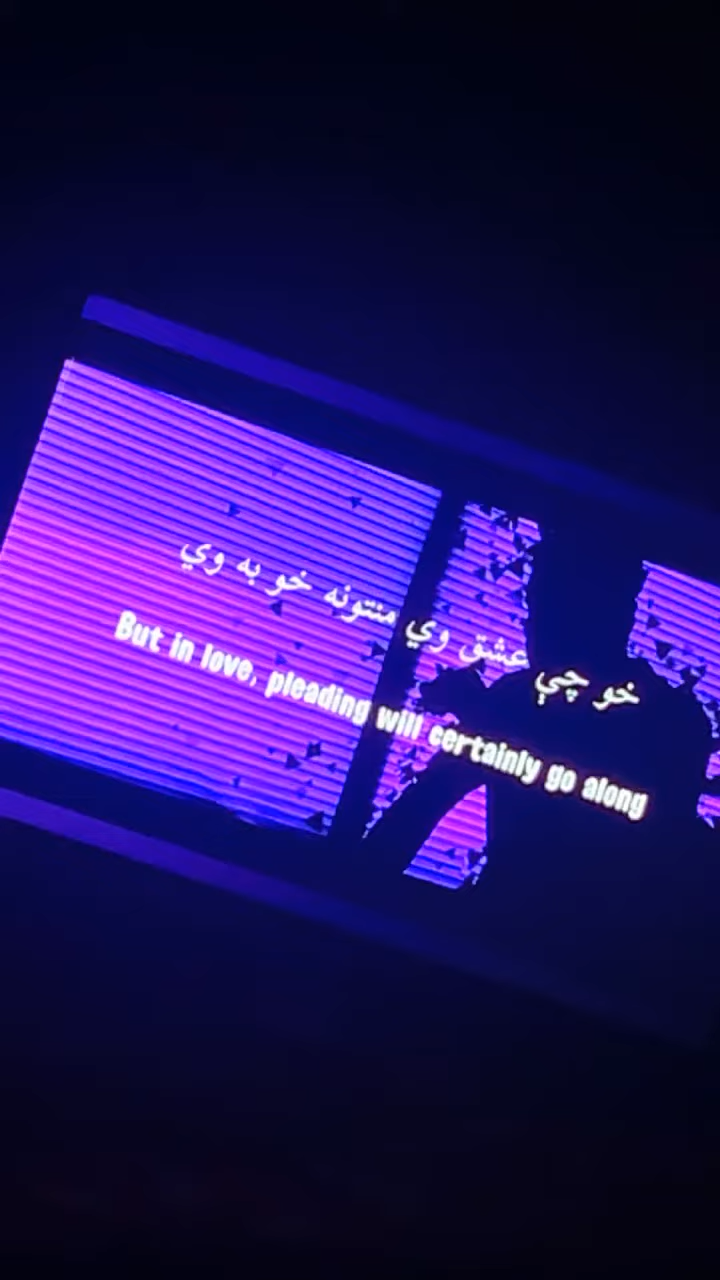 خو چې عشق وي منتونه خو به وي
But in love, pleading will certainly go along